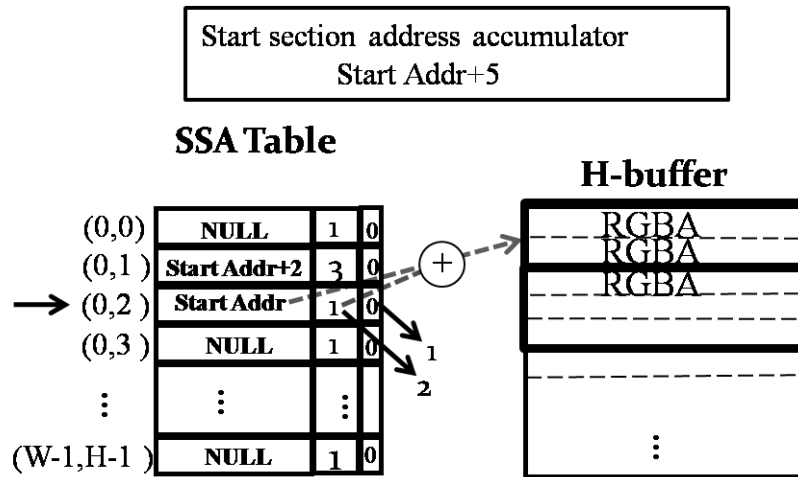 Start section address accumulator
Start Addr+5
SSA Table
H-buffer
(0,0) NULL 1 0
(0,1) Start Addr+2 3 0
(0,2) Start Addr 1 0
(0,3 ) NULL 1 0
⋮ ⋮ ⋮
(W-1,H-1 ) NULL 1 0
+
1
2
RGBA
RGBA
RGBA
⋮